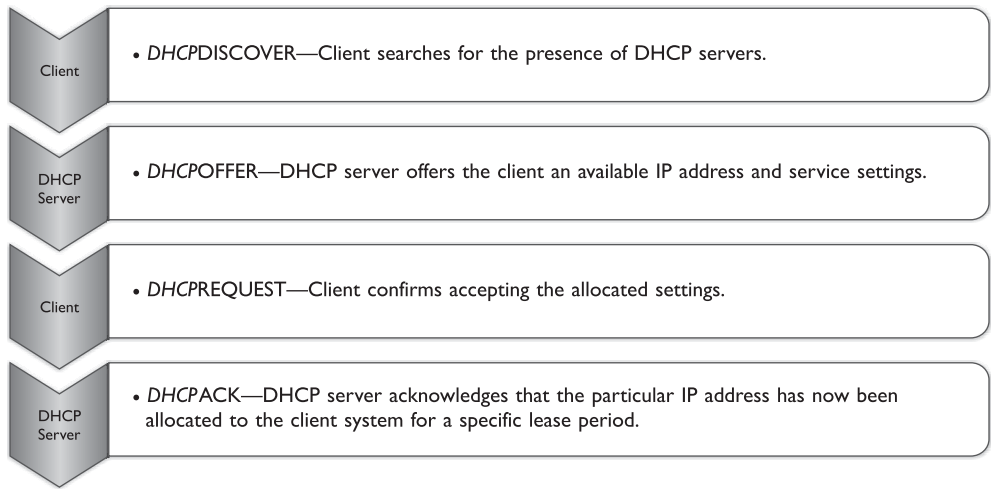 Client
• DHCPDISCOVER—Client searches for the presence of DHCP servers.
DHCP
Server
• DHCPOFFER—DHCP server offers the client an available IP address and service settings.
Client
• DHCPREQUEST—Client confirms accepting the allocated settings.
DHCP
Server
• DHCPACK—DHCP server acknowledges that the particular IP address has now been
allocated to the client system for a specific lease period.